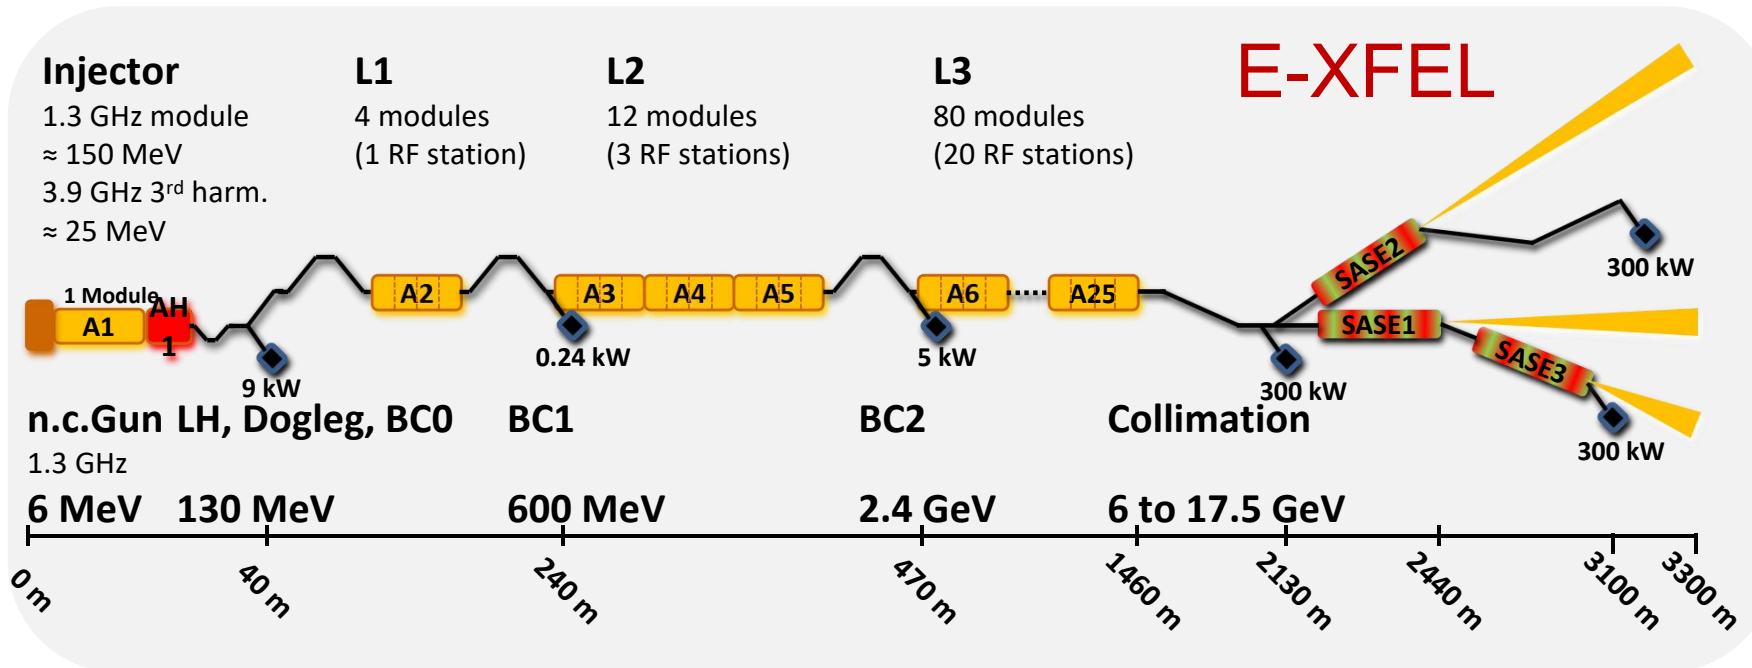 E-XFEL
Injector
1.3 GHz module
≈ 150 MeV
3.9 GHz 3rd harm.
≈ 25 MeV
L1
4 modules
(1 RF station)
L2
12 modules
(3 RF stations)
L3
80 modules
(20 RF stations)
1 Module
A1
AH
1
A2
A3
A4
A5
A6
A25
SASE2
SASE1
SASE3
9 kW
0.24 kW
5 kW
300 kW
300 kW
300 kW
n.c.Gun
1.3 GHz
LH, Dogleg, BC0
BC1
BC2
Collimation
6 MeV
130 MeV
600 MeV
2.4 GeV
6 to 17.5 GeV
0 m
40 m
240 m
470 m
1460 m
2130 m
2440 m
3100 m
3300 m